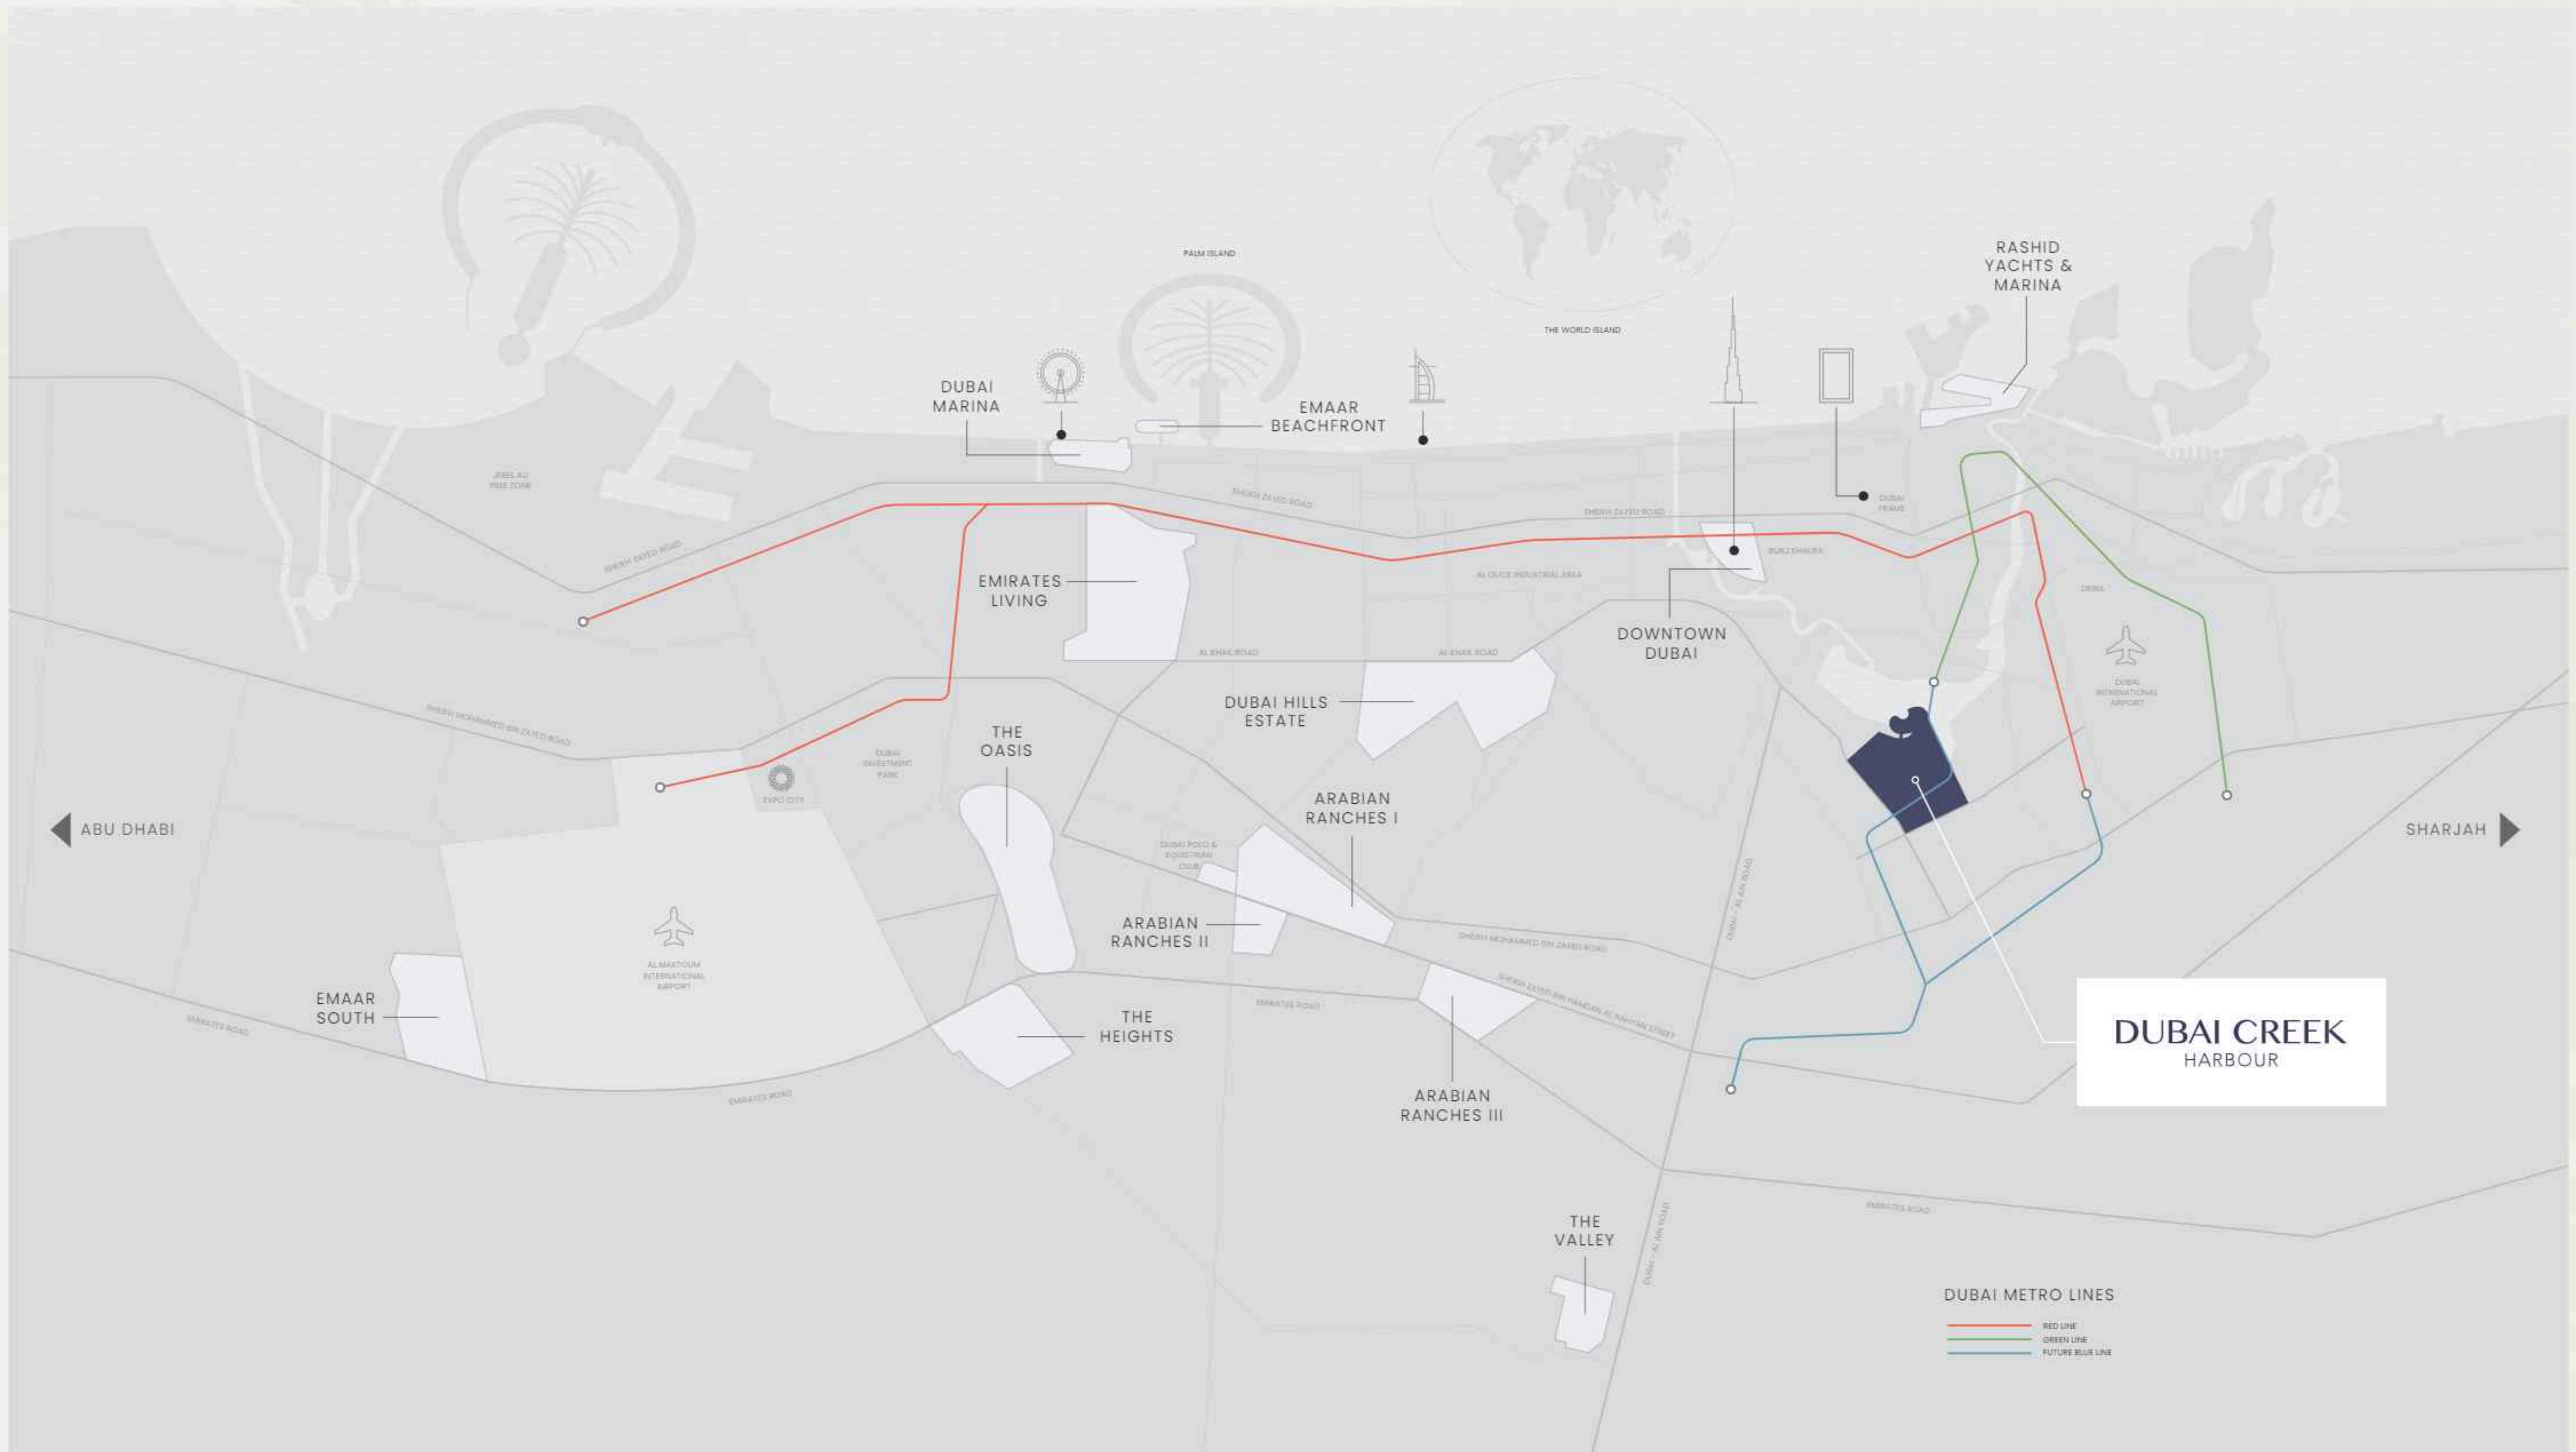 PALM ISLAND
THE WORLD ISLAND
RASHID
YACHTS &
MARINA
DUBAI
MARINA
EMAAR
BEACHFRONT
JEBEL ALI
FREE ZONE
SHEIKH ZAYED ROAD
SHEIKH ZAYED ROAD
SHEIKH ZAYED ROAD
DUBAI
FRAME
BURJ KHALIFA
AL QUOZ INDUSTRIAL AREA
EMIRATES
LIVING
DEIRA
DOWNTOWN
DUBAI
AL KHAIL ROAD
AL KHAIL ROAD
DUBAI
INTERNATIONAL
AIRPORT
DUBAI HILLS
ESTATE
SHEIKH MOHAMMED BIN ZAYED ROAD
THE
OASIS
DUBAI
INVESTMENT
PARK
EXPO CITY
ARABIAN
RANCHES I
ABU DHABI
SHARJAH
DUBAI POLO &
EQUESTRIAN
CLUB
DUBAI - AL AIN ROAD
ARABIAN
RANCHES II
SHEIKH MOHAMMED BIN ZAYED ROAD
AL MAKTOUM
INTERNATIONAL
AIRPORT
SHEIKH ZAYED BIN HAMDAN AL NAHYAN STREET
EMAAR
SOUTH
EMIRATES ROAD
EMIRATES ROAD
THE
HEIGHTS
DUBAI CREEK
HARBOUR
EMIRATES ROAD
ARABIAN
RANCHES III
EMIRATES ROAD
THE
VALLEY
DUBAI - AL AIN ROAD
DUBAI METRO LINES
RED LINE
GREEN LINE
FUTURE BLUE LINE